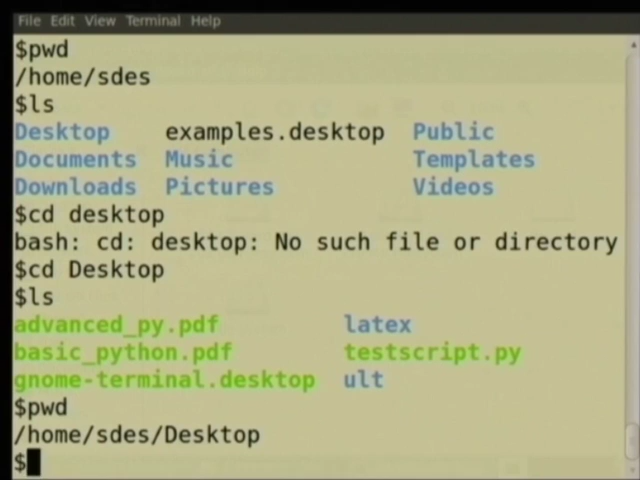 File Edit View Terminal Help
$pwd
/home/sdes
$ls
Desktop examples.desktop Public
Documents Music Templates
Downloads Pictures Videos
$cd desktop
bash: cd: desktop: No such file or directory
$cd Desktop
$ls
advanced_py.pdf latex
basic_python.pdf testscript.py
gnome-terminal.desktop ult
$pwd
/home/sdes/Desktop
$